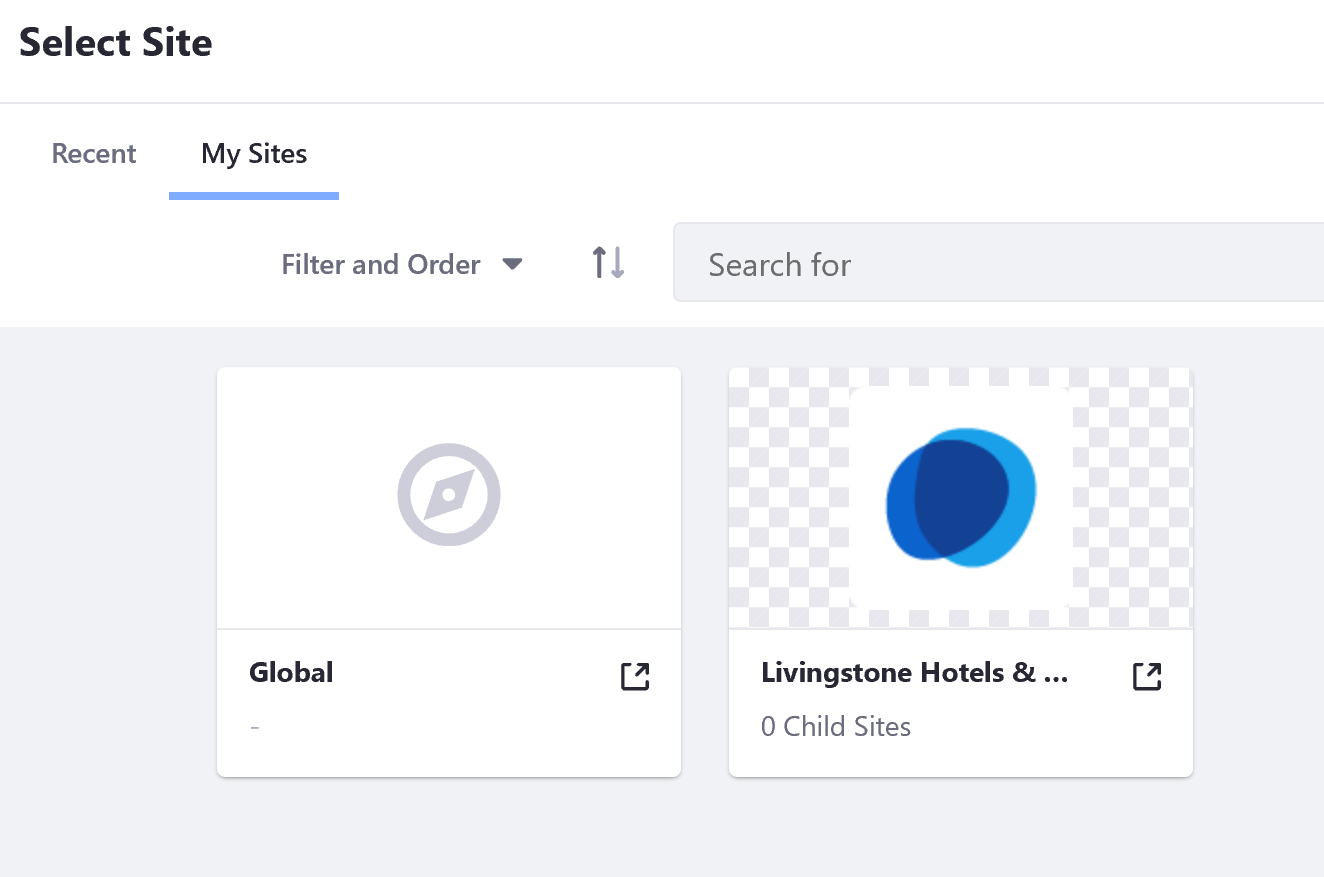 Select Site
Recent
My Sites
Filter and Order
Search for
Global
-
Livingstone Hotels & ...
0 Child Sites